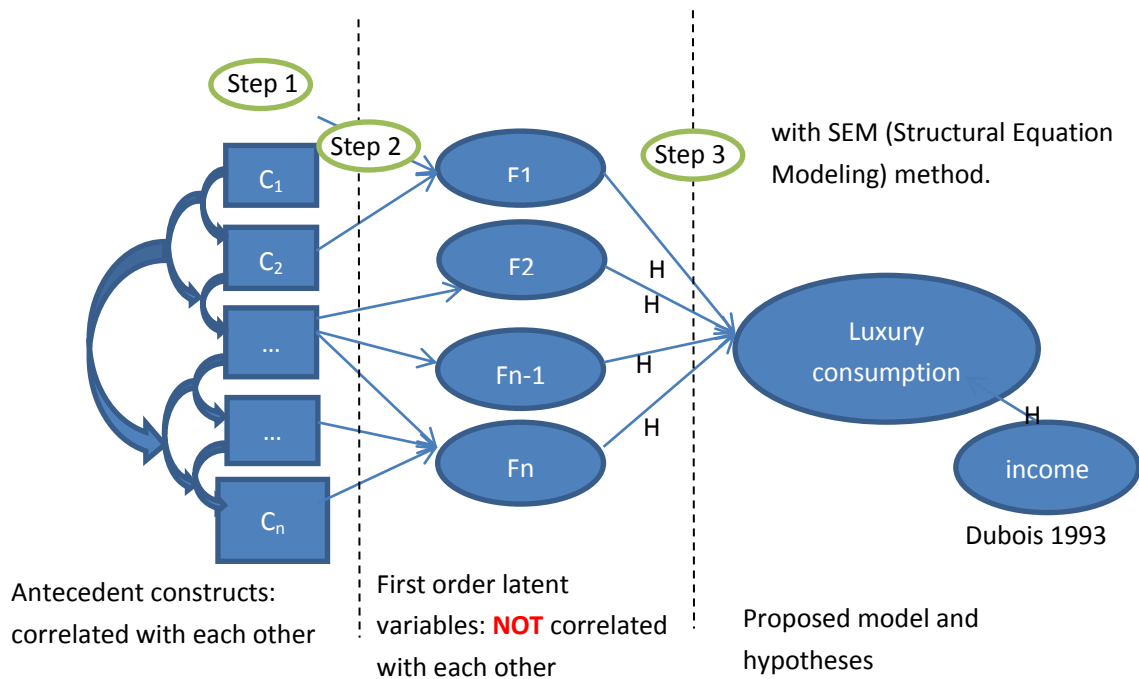 Step 1
Step 2
Step 3
with SEM (Structural Equation
Modeling) method.
C1
C2
...
...
Cn
F1
F2
Fn-1
Fn
H
H
H
H
Luxury
consumption
H
income
Dubois 1993
Antecedent constructs:
correlated with each other
First order latent
variables: NOT correlated
with each other
Proposed model and
hypotheses